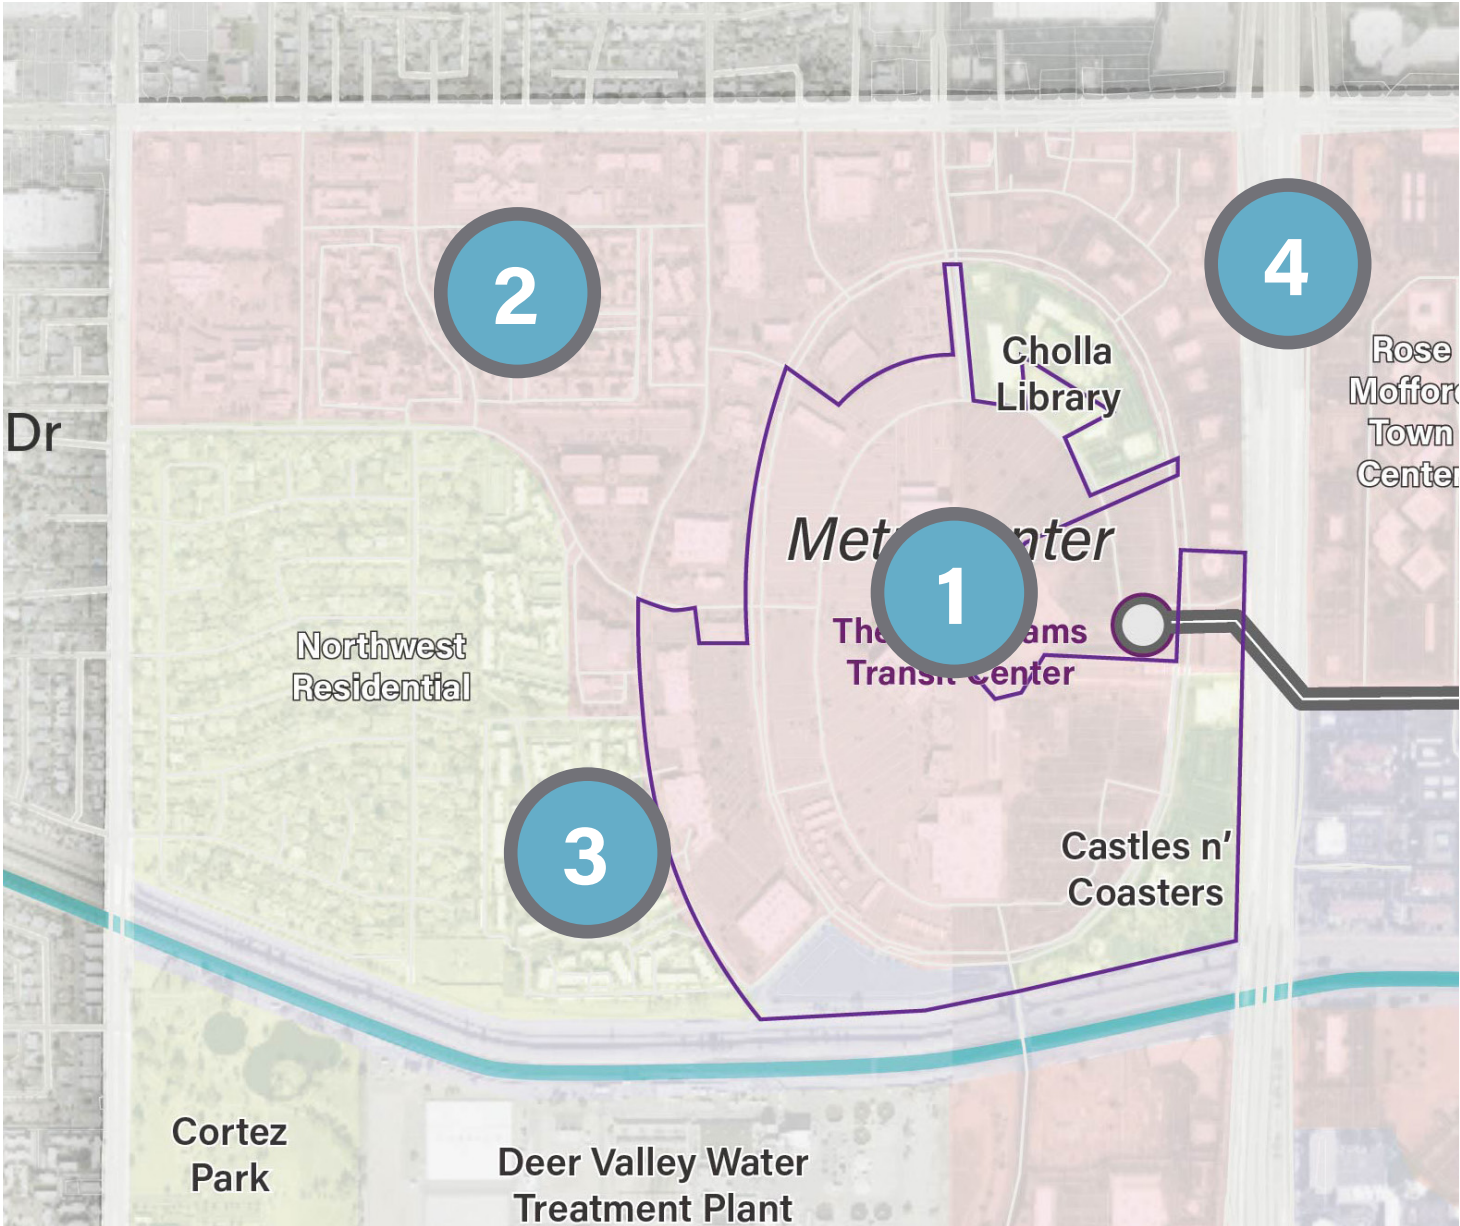 4
2
Cholla
Library
Rose
Moffor
Town
Center
Dr
Met nter
1
The ams
Transit Center
Northwest
Residential
3
Castles n’
Coasters
Cortez
Park
Deer Valley Water
Treatment Plant